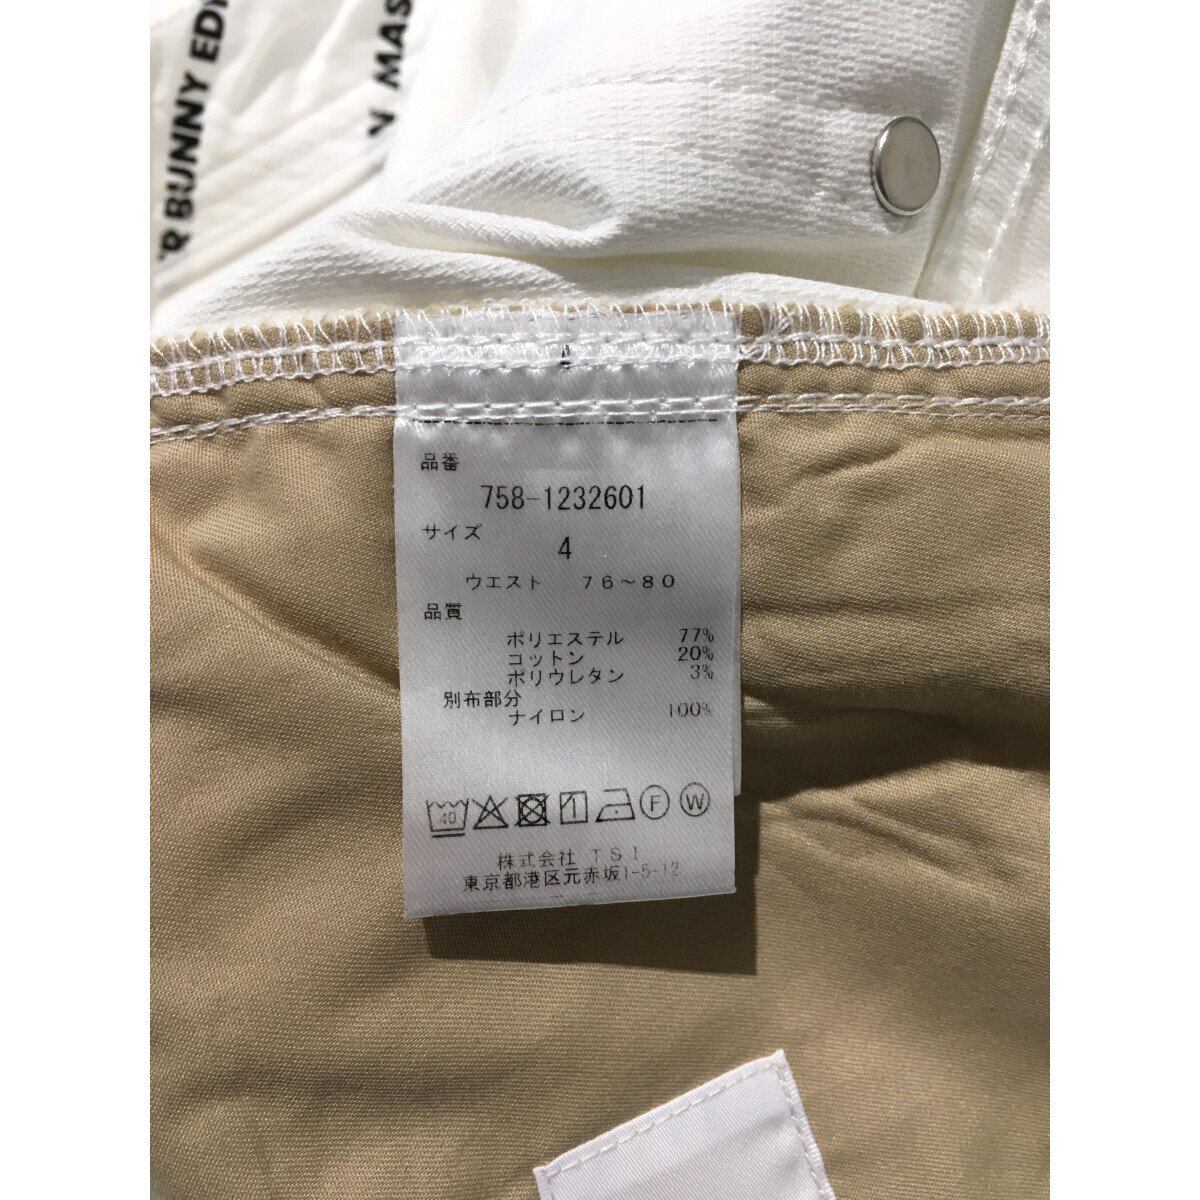 R BUNNY EDI
N MAS
品番
758-1232601
サイズ
4
ウエスト 76~80
品質
ポリエステル 77%
コットン 20%
ポリウレタン 3%
別布部分
ナイロン 100%
40 1 F W
株式会社 TSI
東京都港区元赤坂1-5-12